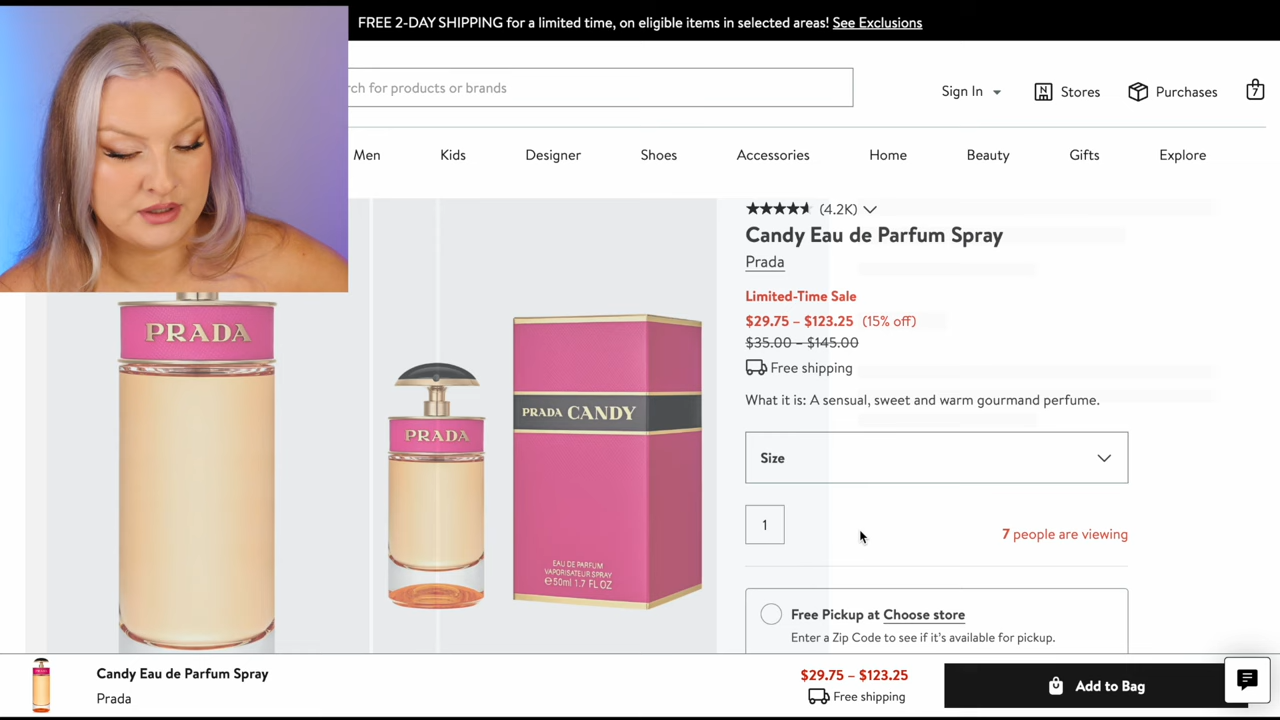 FREE 2-DAY SHIPPING for a limited time, on eligible items in selected areas! See Exclusions
for products or brands
Sign In
Stores
Purchases
7
Men
Kids
Designer
Shoes
Accessories
Home
Beauty
Gifts
Explore
(4.2K)
Candy Eau de Parfum Spray
Prada
Limited-Time Sale
$29.75 – $123.25 (15% off)
$35.00 – $145.00
Free shipping
What it is: A sensual, sweet and warm gourmand perfume.
Size
1
7 people are viewing
Free Pickup at Choose store
Enter a Zip Code to see if it's available for pickup.
PRADA
PRADA
PRADA CANDY
EAU DE PARFUM
VAPORISATEUR SPRAY
℮50ml 1.7 FL OZ
Candy Eau de Parfum Spray
Prada
$29.75 – $123.25
Free shipping
Add to Bag